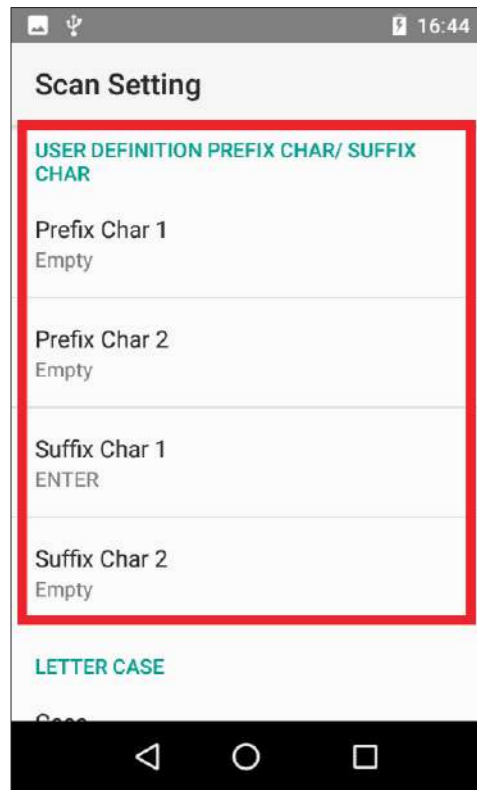 16:44
Scan Setting
USER DEFINITION PREFIX CHAR/ SUFFIX
CHAR
Prefix Char 1
Empty
Prefix Char 2
Empty
Suffix Char 1
ENTER
Suffix Char 2
Empty
LETTER CASE